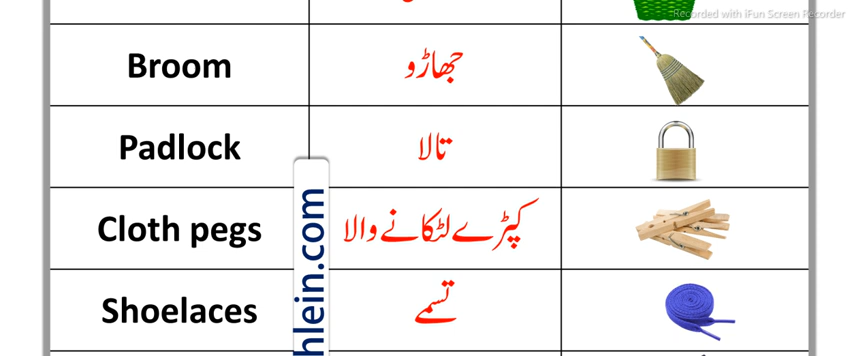 Recorded with iFun Screen Recorder
Broom جھاڑو
Padlock تالا
Cloth pegs کپڑے لٹکانے والا
Shoelaces تسمے
hlein.com